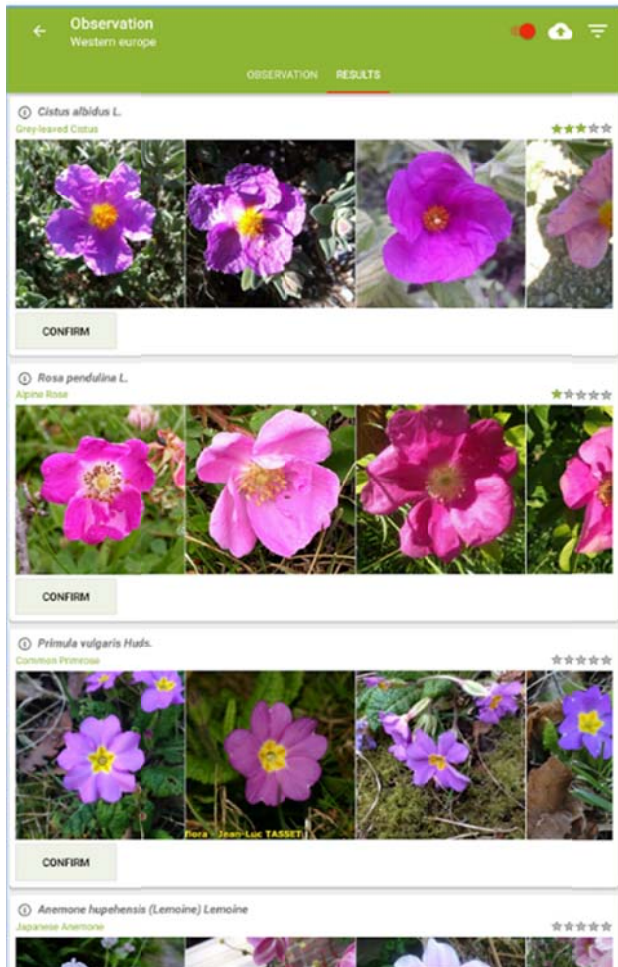 Observation
Western europe
OBSERVATION RESULTS
Cistus albidus L.
Grey-leaved Cistus
CONFIRM
Rosa pendulina L.
Alpine Rose
CONFIRM
Primula vulgaris Huds.
Common Primrose
flora - Jean-Luc TASSET
CONFIRM
Anemone hupehensis (Lemoine) Lemoine
Japanese Anemone